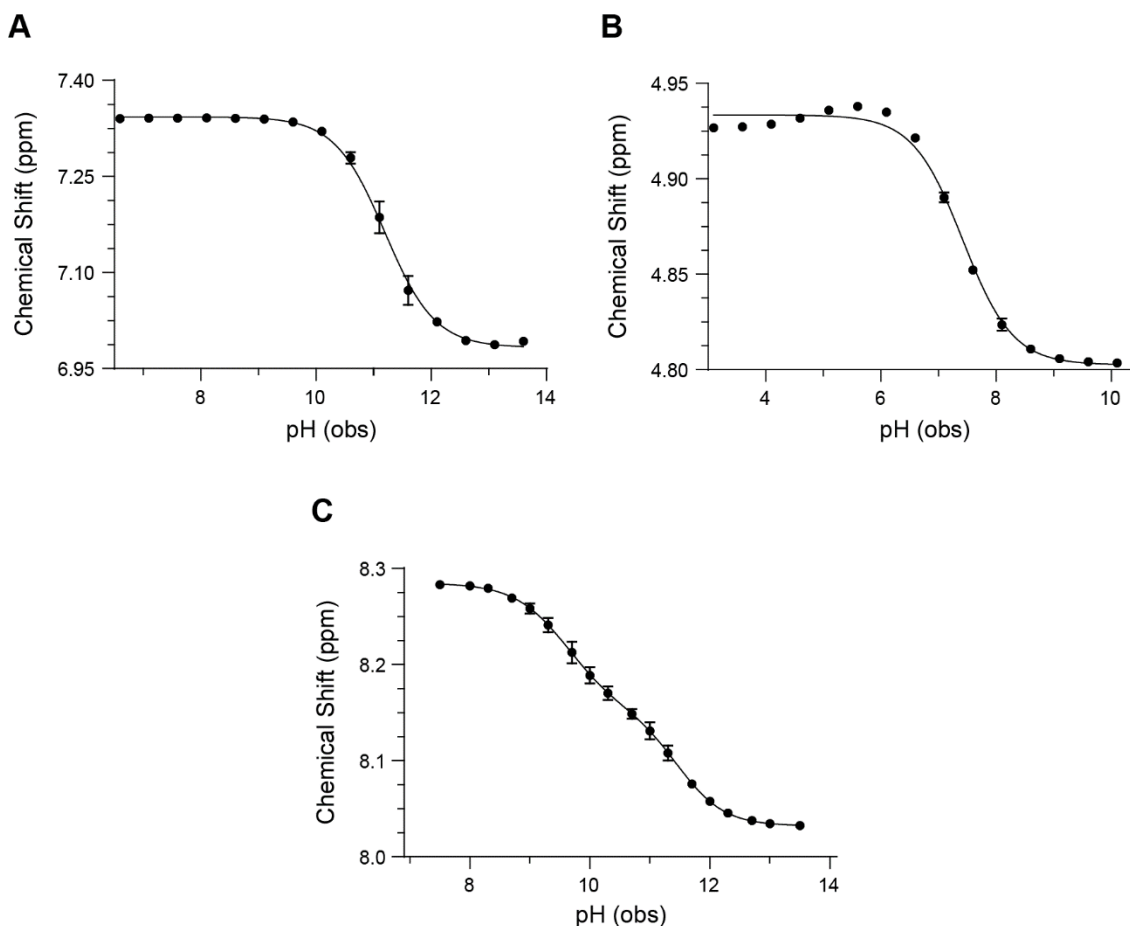 A
Chemical Shift (ppm)
7.40
7.25
7.10
6.95
8
10
12
14
pH (obs)
B
Chemical Shift (ppm)
4.95
4.90
4.85
4.80
4
6
8
10
pH (obs)
C
Chemical Shift (ppm)
8.3
8.2
8.1
8.0
8
10
12
14
pH (obs)